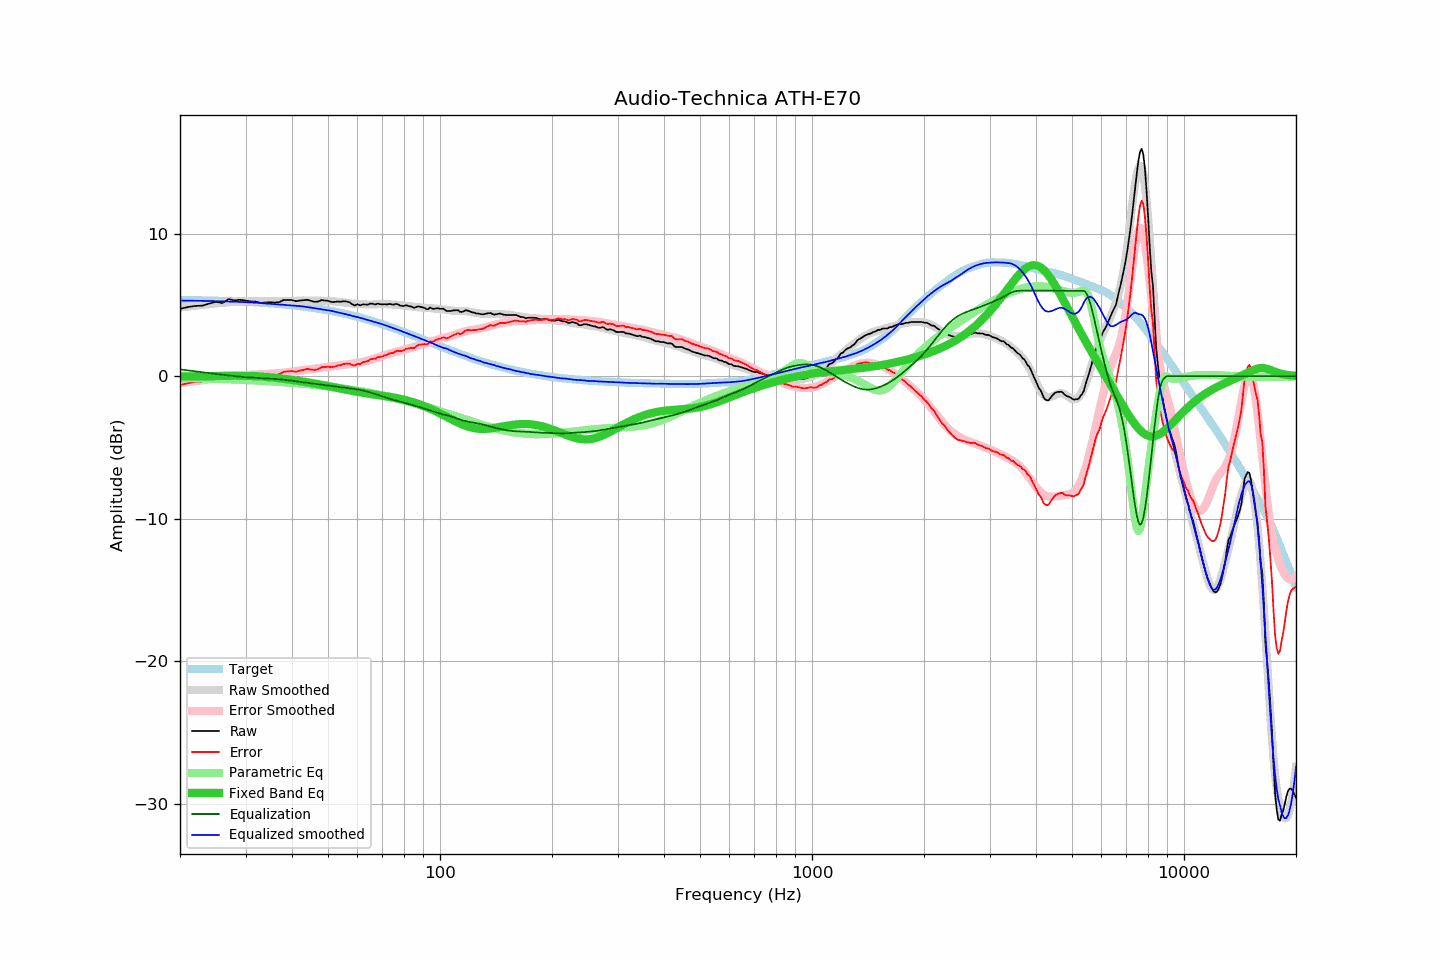 Audio-Technica ATH-E70
Amplitude (dBr)
10
0
−10
−20
−30
Target
Raw Smoothed
Error Smoothed
Raw
Error
Parametric Eq
Fixed Band Eq
Equalization
Equalized smoothed
100
1000
10000
Frequency (Hz)